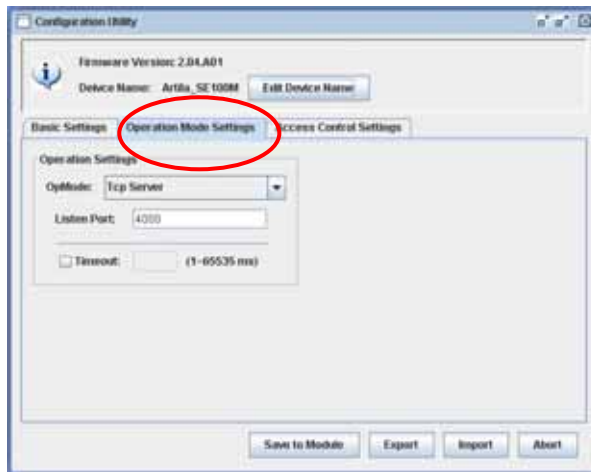 Configuration Utility
Firmware Version: 2.04.A01
Deivce Name: Artila_SE100M Edit Device Name
Basic Settings Operation Mode Settings Access Control Settings
Operation Settings
OpMode: Tcp Server
Listen Port: 4000
Timeout: (1~65535 ms)
Save to Module Export Import Abort